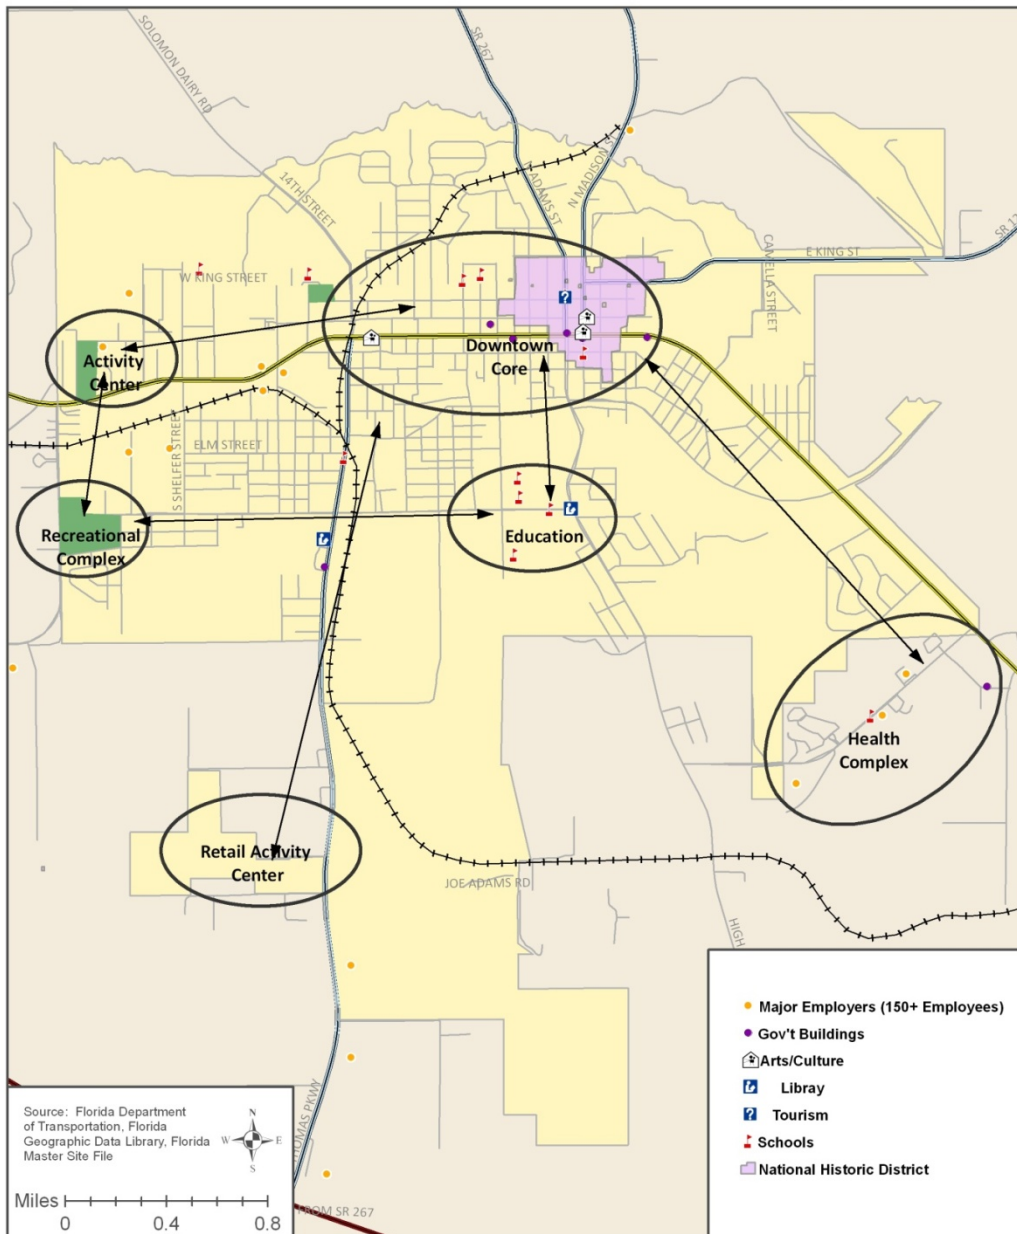 SOLOMON DAIRY RD
SR 267
14TH STREET
ADAMS ST
N MADISON ST
W KING STREET
CAMELLA STREET
E KING ST
SR 12
Activity
Center
Downtown
Core
S SHELFER STREET
ELM STREET
Recreational
Complex
Education
Health
Complex
Retail Activity
Center
JOE ADAMS RD
HIGH
THOMAS PKWY
FROM SR 267
Source: Florida Department
of Transportation, Florida
Geographic Data Library, Florida
Master Site File
N
W E
S
Miles
0 0.4 0.8
Major Employers (150+ Employees)
Gov't Buildings
Arts/Culture
Libray
? Tourism
Schools
National Historic District